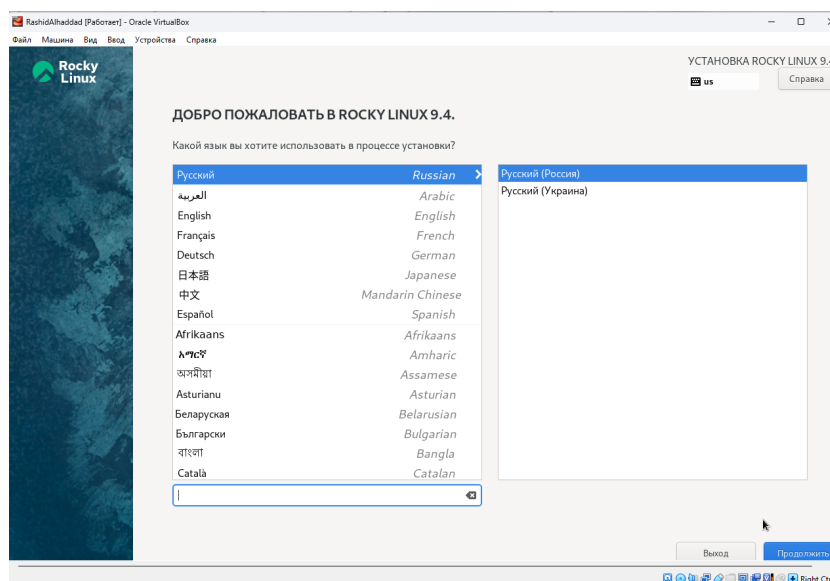 RashidAlhaddad [Работает] - Oracle VirtualBox
Файл Машина Вид Ввод Устройства Справка
Rocky
Linux
УСТАНОВКА ROCKY LINUX 9.4
us
Справка
ДОБРО ПОЖАЛОВАТЬ В ROCKY LINUX 9.4.
Какой язык вы хотите использовать в процессе установки?
Русский Russian
العربية Arabic
English English
Français French
Deutsch German
日本語 Japanese
中文 Mandarin Chinese
Español Spanish
Afrikaans Afrikaans
አማርኛ Amharic
অসমীয়া Assamese
Asturianu Asturian
Беларуская Belarusian
Български Bulgarian
বাংলা Bangla
Català Catalan
Русский (Россия)
Русский (Украина)
Выход
Продолжить
Right Ctr